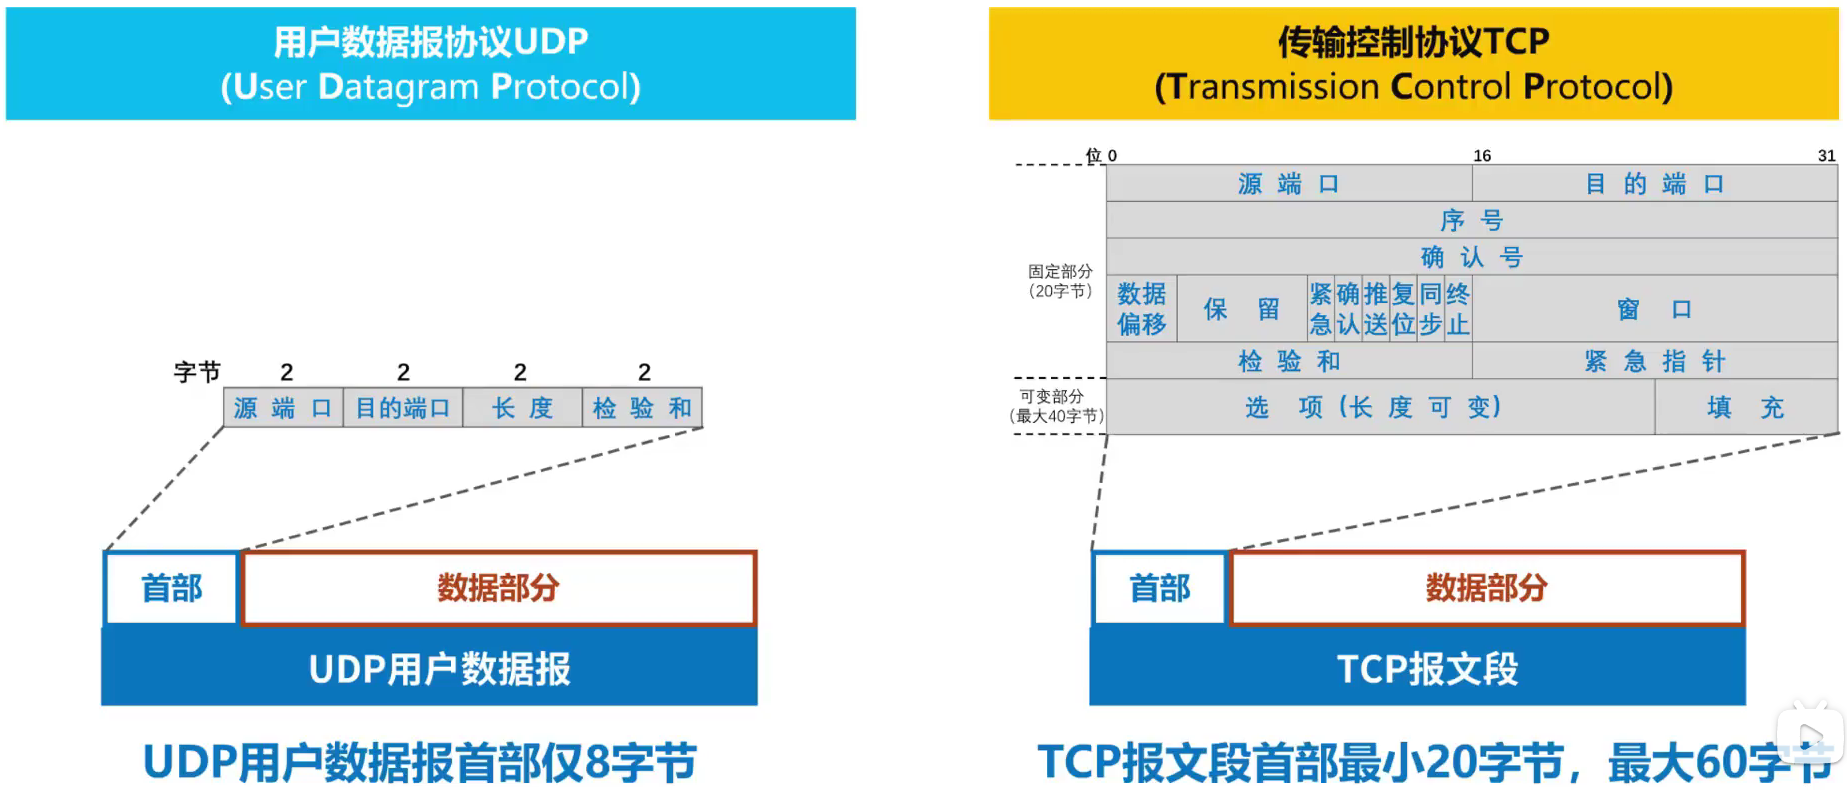 用户数据报协议UDP
(User Datagram Protocol)
字节 2 2 2 2
源端口 目的端口 长度 检验和
首部 数据部分
UDP用户数据报
UDP用户数据报首部仅8字节
传输控制协议TCP
(Transmission Control Protocol)
位 0 16 31
源端口 目的端口
序号
确认号
固定部分
(20字节)
数据偏移 保留 紧急 确认 推送 复位 同步 终止 窗口
检验和 紧急指针
可变部分
(最大40字节)
选项(长度可变) 填充
首部 数据部分
TCP报文段
TCP报文段首部最小20字节，最大60字节